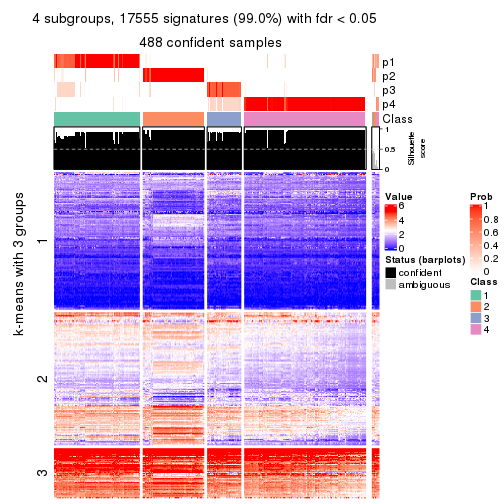 4 subgroups, 17555 signatures (99.0%) with fdr < 0.05
488 confident samples
p1
p2
p3
p4
Class
1
0.5
0
Silhouette
score
k-means with 3 groups
1
2
3
Value
6
4
2
0
Status (barplots)
confident
ambiguous
Prob
1
0.8
0.6
0.4
0.2
0
Class
1
2
3
4